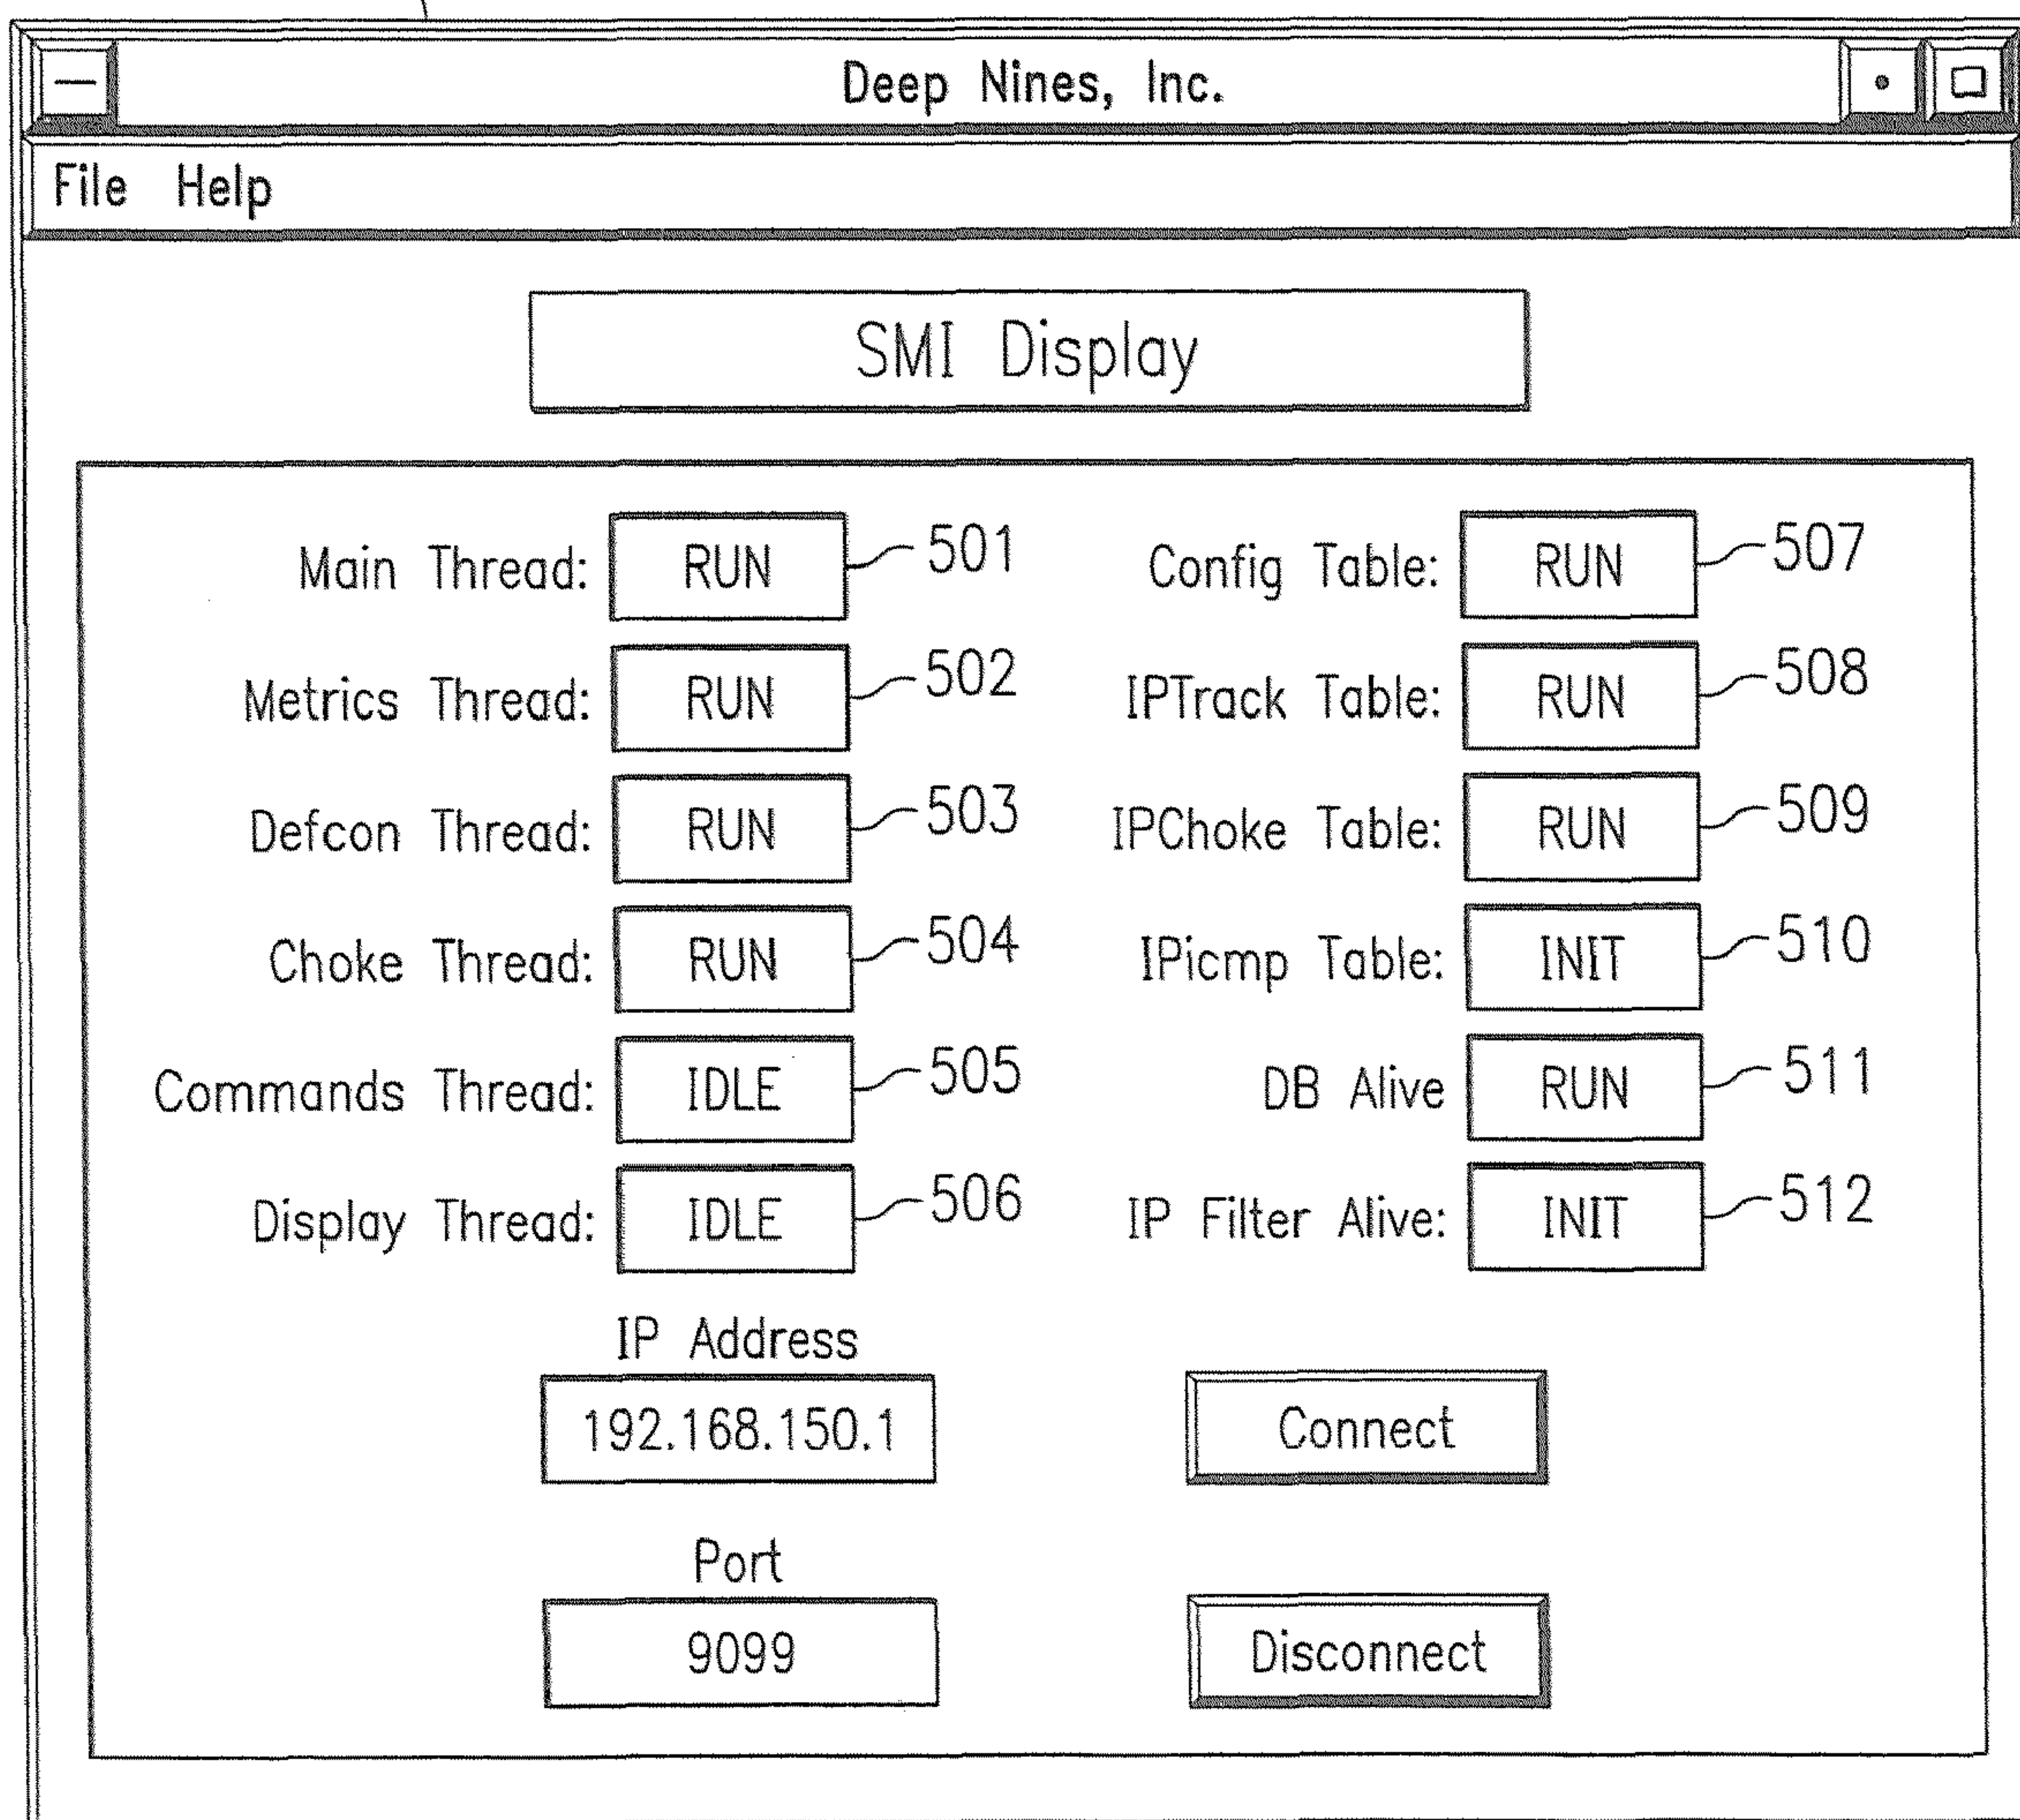 Deep Nines, Inc.
File Help
SMI Display
Main Thread: RUN 501 Config Table: RUN 507
Metrics Thread: RUN 502 IPTrack Table: RUN 508
Defcon Thread: RUN 503 IPChoke Table: RUN 509
Choke Thread: RUN 504 IPicmp Table: INIT 510
Commands Thread: IDLE 505 DB Alive RUN 511
Display Thread: IDLE 506 IP Filter Alive: INIT 512
IP Address
192.168.150.1 Connect
Port
9099 Disconnect